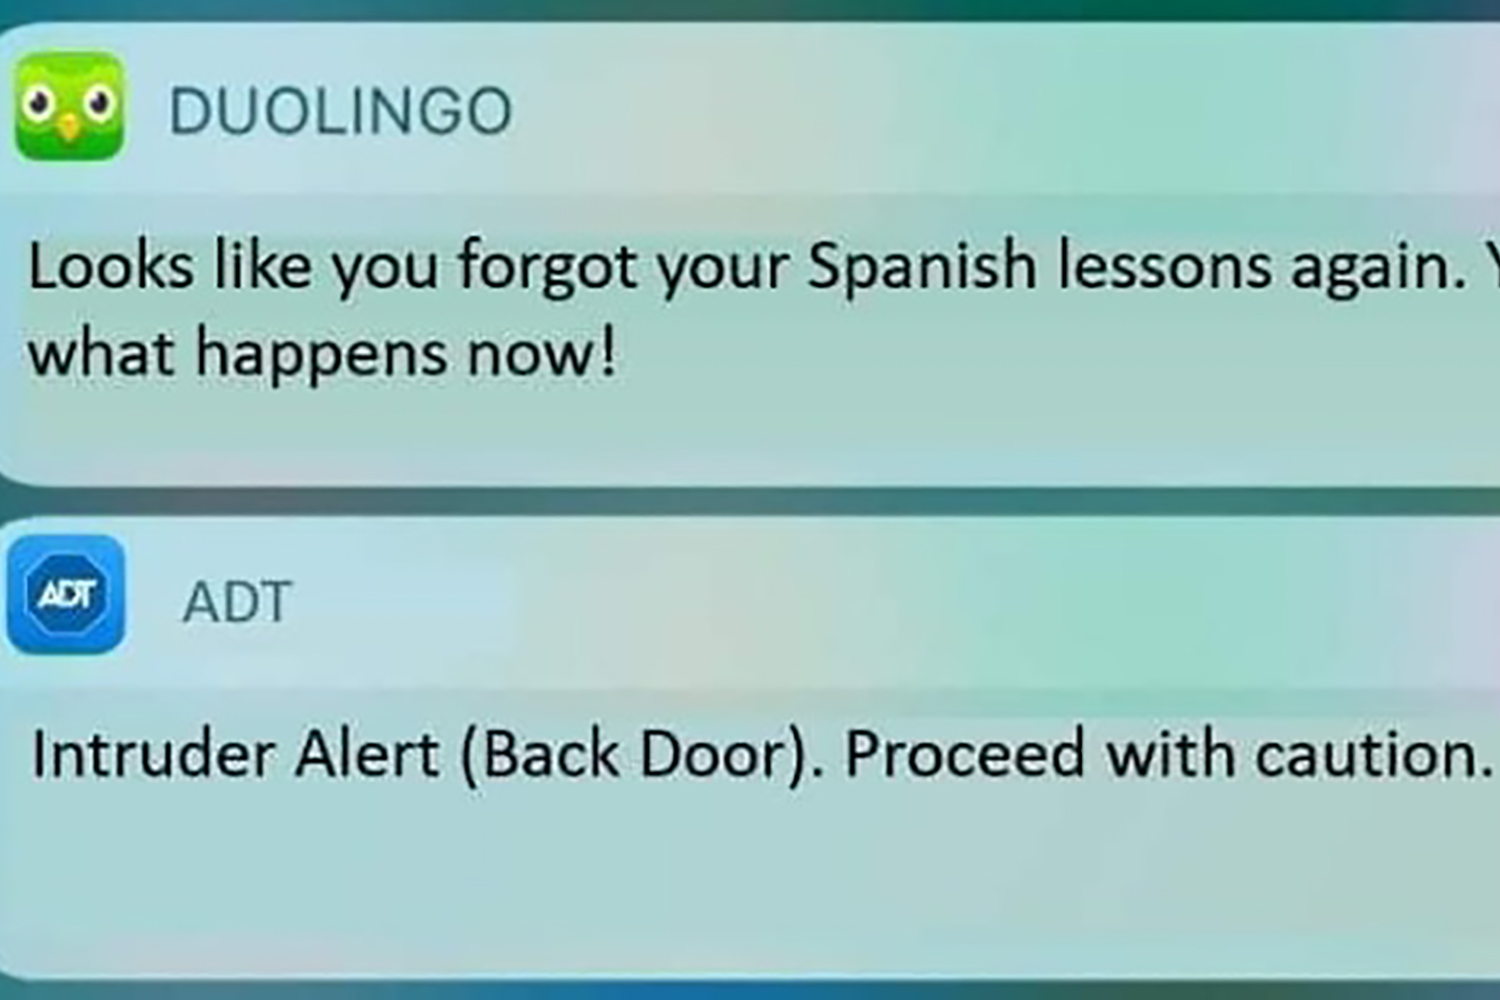 DUOLINGO
Looks like you forgot your Spanish lessons again.
what happens now!
ADT
ADT
Intruder Alert (Back Door). Proceed with caution.